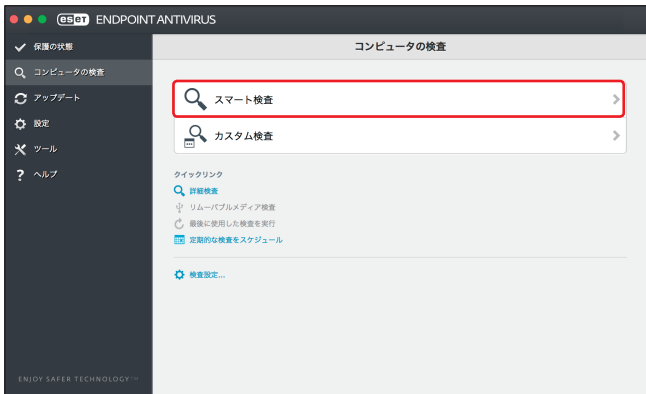 eset ENDPOINT ANTIVIRUS
保護の状態
コンピュータの検査
アップデート
設定
ツール
ヘルプ
ENJOY SAFER TECHNOLOGY™
コンピュータの検査
スマート検査
カスタム検査
クイックリンク
詳細検査
リムーバブルメディア検査
最後に使用した検査を実行
定期的な検査をスケジュール
検査設定...